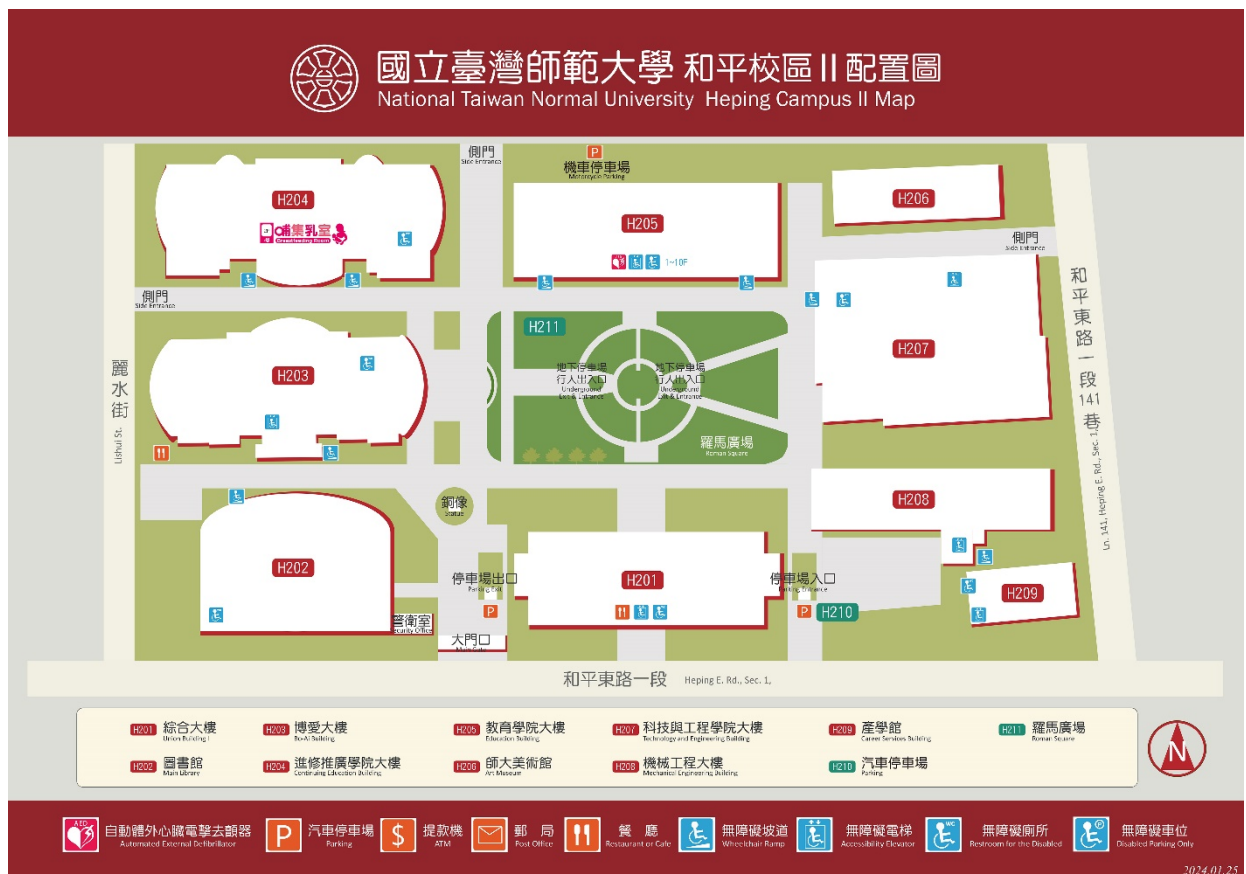 國立臺灣師範大學 和平校區 II 配置圖
National Taiwan Normal University Heping Campus II Map
側門
Side Entrance
P
機車停車場
Motorcycle Parking
H204
哺集乳室
Breastfeeding Room
H205
1~10F
H206
側門
Side Entrance
側門
Side Entrance
H211
H207
麗水街
Lishui St.
H203
地下停車場
行人出入口
Underground
Exit & Entrance
地下停車場
行人出入口
Underground
Exit & Entrance
羅馬廣場
Roman Square
和平東路一段141巷
Ln. 141, Heping E. Rd., Sec. 1,
銅像
Statue
H208
H202
停車場出口
Parking Exit
P
H201
停車場入口
Parking Entrance
P
H210
H209
警衛室
Security Office
大門口
Main Gate
和平東路一段 Heping E. Rd., Sec. 1,
H201 綜合大樓
Union Building I
H203 博愛大樓
Bo-Ai Building
H205 教育學院大樓
Education Building
H207 科技與工程學院大樓
Technology and Engineering Building
H209 產學館
Career Services Building
H211 羅馬廣場
Roman Square
H202 圖書館
Main Library
H204 進修推廣學院大樓
Continuing Education Building
H206 師大美術館
Art Museum
H208 機械工程大樓
Mechanical Engineering Building
H210 汽車停車場
Parking
N
AED
自動體外心臟電擊去顫器
Automated External Defibrillator
P
汽車停車場
Parking
$
提款機
ATM
郵局
Post Office
餐廳
Restaurant or Cafe
無障礙坡道
Wheelchair Ramp
無障礙電梯
Accessibility Elevator
WC
無障礙廁所
Restroom for the Disabled
P
無障礙車位
Disabled Parking Only
2024.01.25